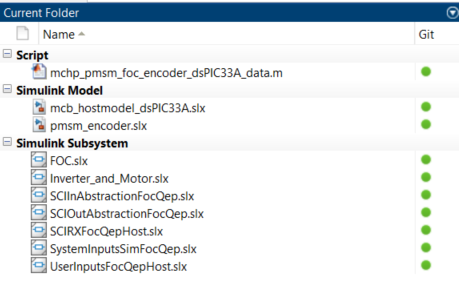 Current Folder
Name Git
Script
mchp_pmsm_foc_encoder_dsPIC33A_data.m
Simulink Model
mcb_hostmodel_dsPIC33A.slx
pmsm_encoder.slx
Simulink Subsystem
FOC.slx
Inverter_and_Motor.slx
SCIInAbstractionFocQep.slx
SCIOutAbstractionFocQep.slx
SCIRXFocQepHost.slx
SystemInputsSimFocQep.slx
UserInputsFocQepHost.slx